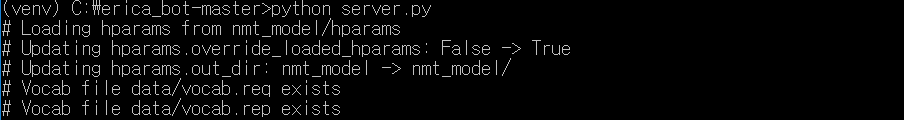 (venv) C:₩erica_bot-master>python server.py
# Loading hparams from nmt_model/hparams
# Updating hparams.override_loaded_hparams: False -> True
# Updating hparams.out_dir: nmt_model -> nmt_model/
# Vocab file data/vocab.req exists
# Vocab file data/vocab.rep exists